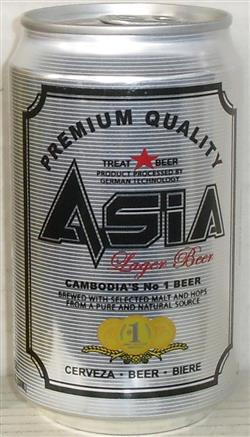 PREMIUM QUALITY
TREAT BEER
PRODUCT PROCESSED BY
GERMAN TECHNOLOGY
ASiA
Lager Beer
CAMBODIA'S No 1 BEER
BREWED WITH SELECTED MALT AND HOPS
FROM A PURE AND NATURAL SOURCE
1
CERVEZA · BEER · BIERE